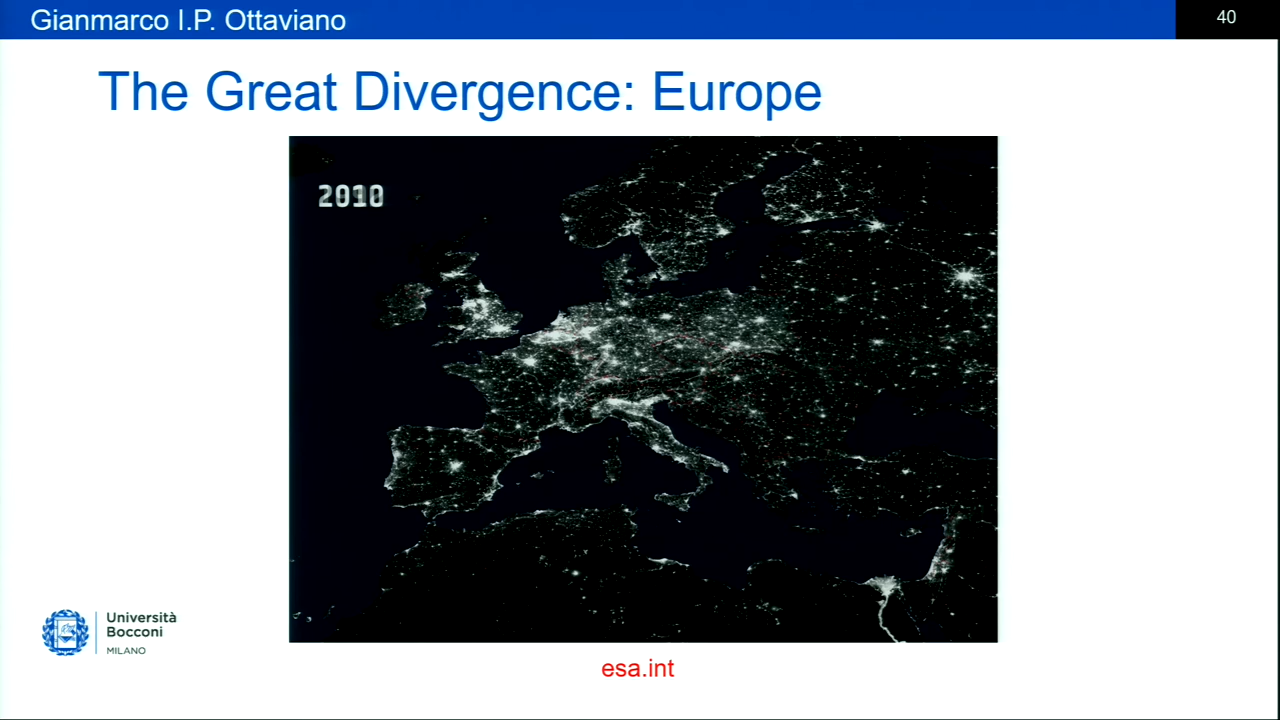 Gianmarco I.P. Ottaviano
40
The Great Divergence: Europe
2010
Università
Bocconi
MILANO
esa.int